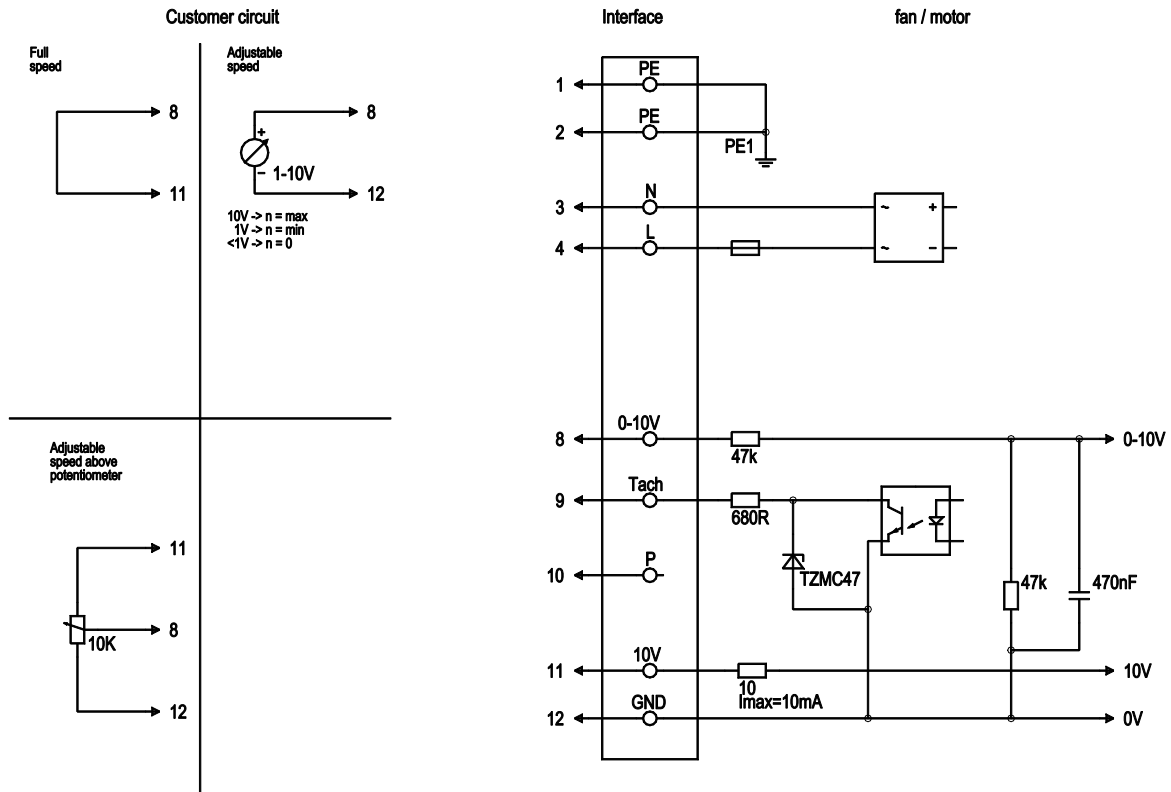 Customer circuit
Interface
fan / motor
Full
speed
8
11
Adjustable
speed
8
+
−
1-10V
12
10V -> n = max
1V -> n = min
<1V -> n = 0
Adjustable
speed above
potentiometer
11
8
10K
12
1
PE
2
PE
PE1
3
N
~
+
4
L
~
−
8
0-10V
47k
0-10V
9
Tach
680R
10
P
TZMC47
47k
470nF
11
10V
10
Imax=10mA
10V
12
GND
0V